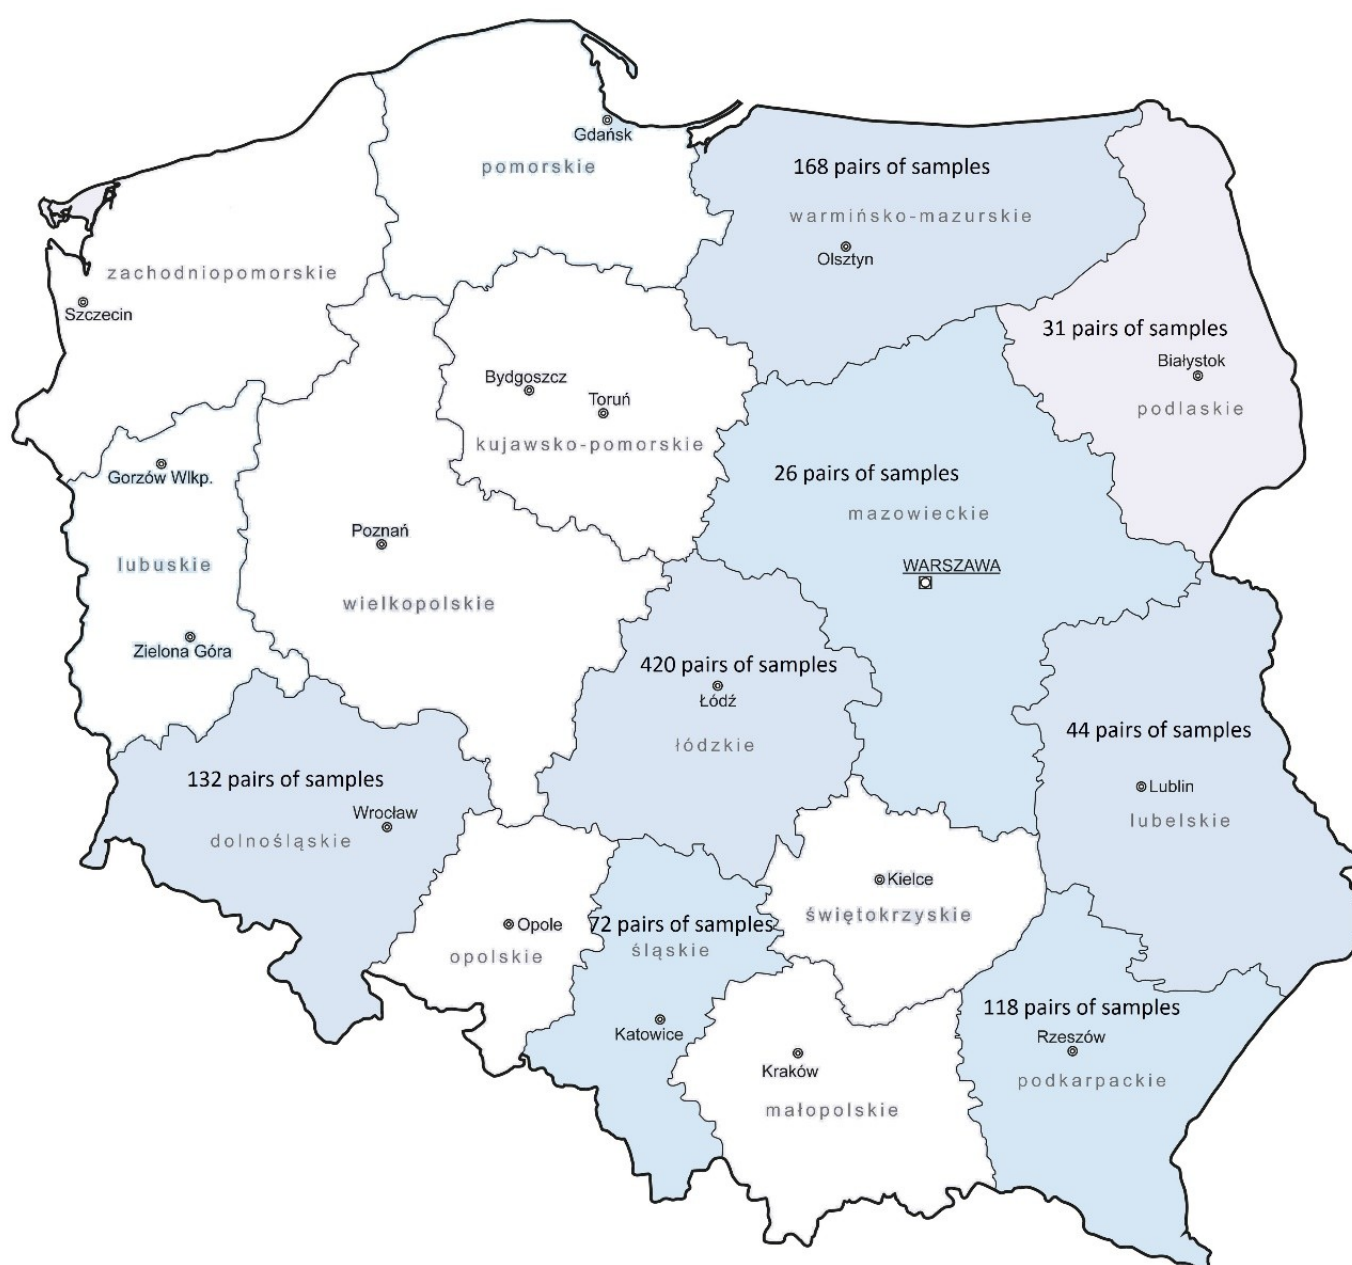 Gdańsk
pomorskie
168 pairs of samples
warmińsko-mazurskie
Olsztyn
zachodniopomorskie
Szczecin
31 pairs of samples
Białystok
podlaskie
Bydgoszcz
Toruń
kujawsko-pomorskie
Gorzów Wlkp.
26 pairs of samples
mazowieckie
WARSZAWA
Poznań
lubuskie
wielkopolskie
Zielona Góra
420 pairs of samples
Łódź
łódzkie
44 pairs of samples
Lublin
lubelskie
132 pairs of samples
Wrocław
dolnośląskie
Kielce
świętokrzyskie
Opole
opolskie
72 pairs of samples
śląskie
Katowice
118 pairs of samples
Rzeszów
podkarpackie
Kraków
małopolskie